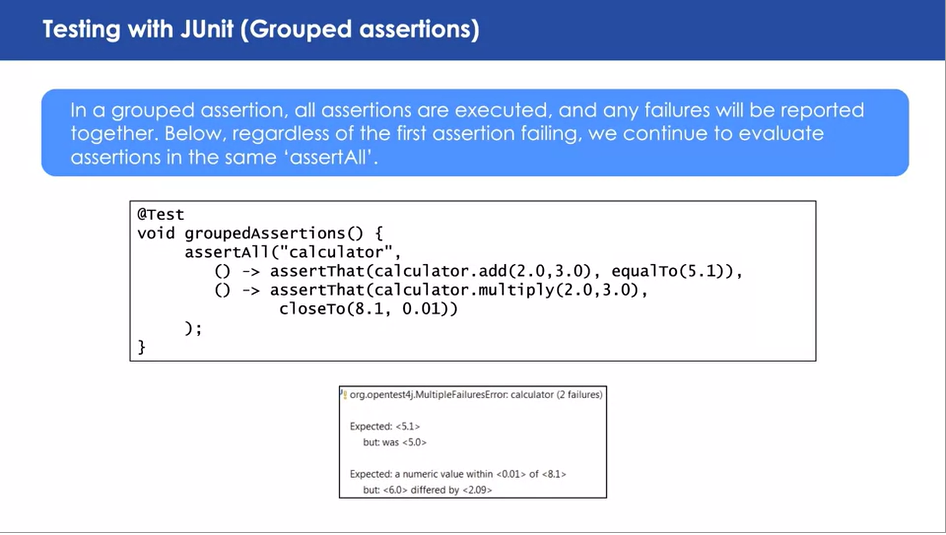 Testing with JUnit (Grouped assertions)
In a grouped assertion, all assertions are executed, and any failures will be reported
together. Below, regardless of the first assertion failing, we continue to evaluate
assertions in the same ‘assertAll’.
@Test
void groupedAssertions() {
assertAll("calculator",
() -> assertThat(calculator.add(2.0,3.0), equalTo(5.1)),
() -> assertThat(calculator.multiply(2.0,3.0),
closeTo(8.1, 0.01))
);
}
org.opentest4j.MultipleFailuresError: calculator (2 failures)
Expected: <5.1>
but: was <5.0>
Expected: a numeric value within <0.01> of <8.1>
but: <6.0> differed by <2.09>